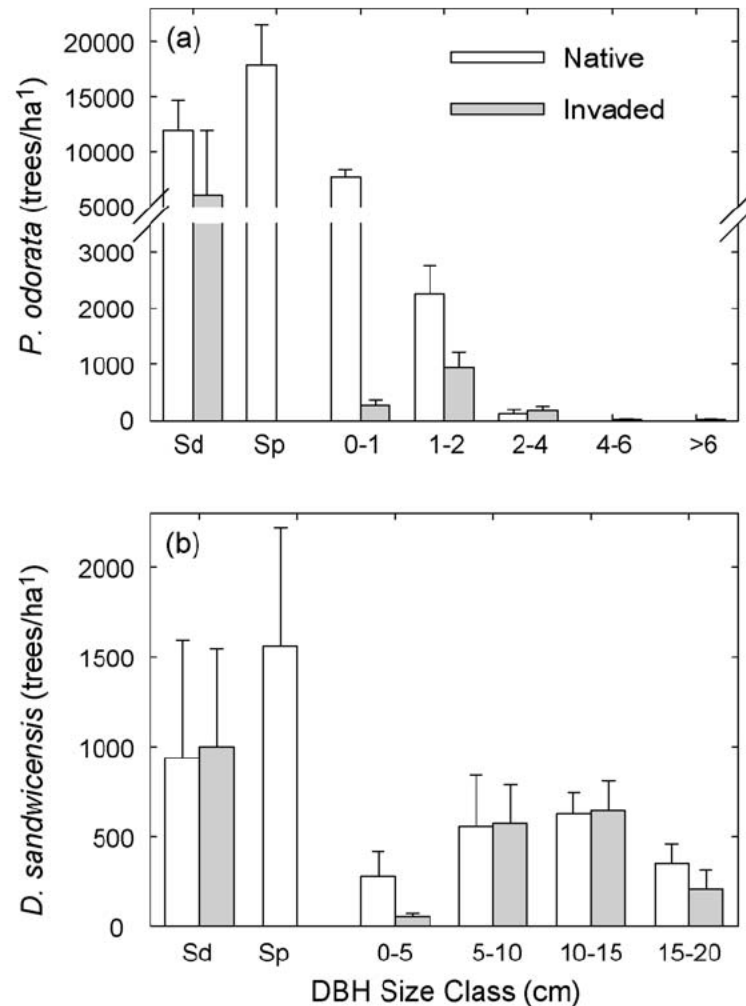 (a)
Native
Invaded
P. odorata (trees/ha)
20000
15000
10000
5000
3000
2000
1000
0
Sd Sp 0-1 1-2 2-4 4-6 >6
(b)
D. sandwicensis (trees/ha¹)
2000
1500
1000
500
0
Sd Sp 0-5 5-10 10-15 15-20
DBH Size Class (cm)